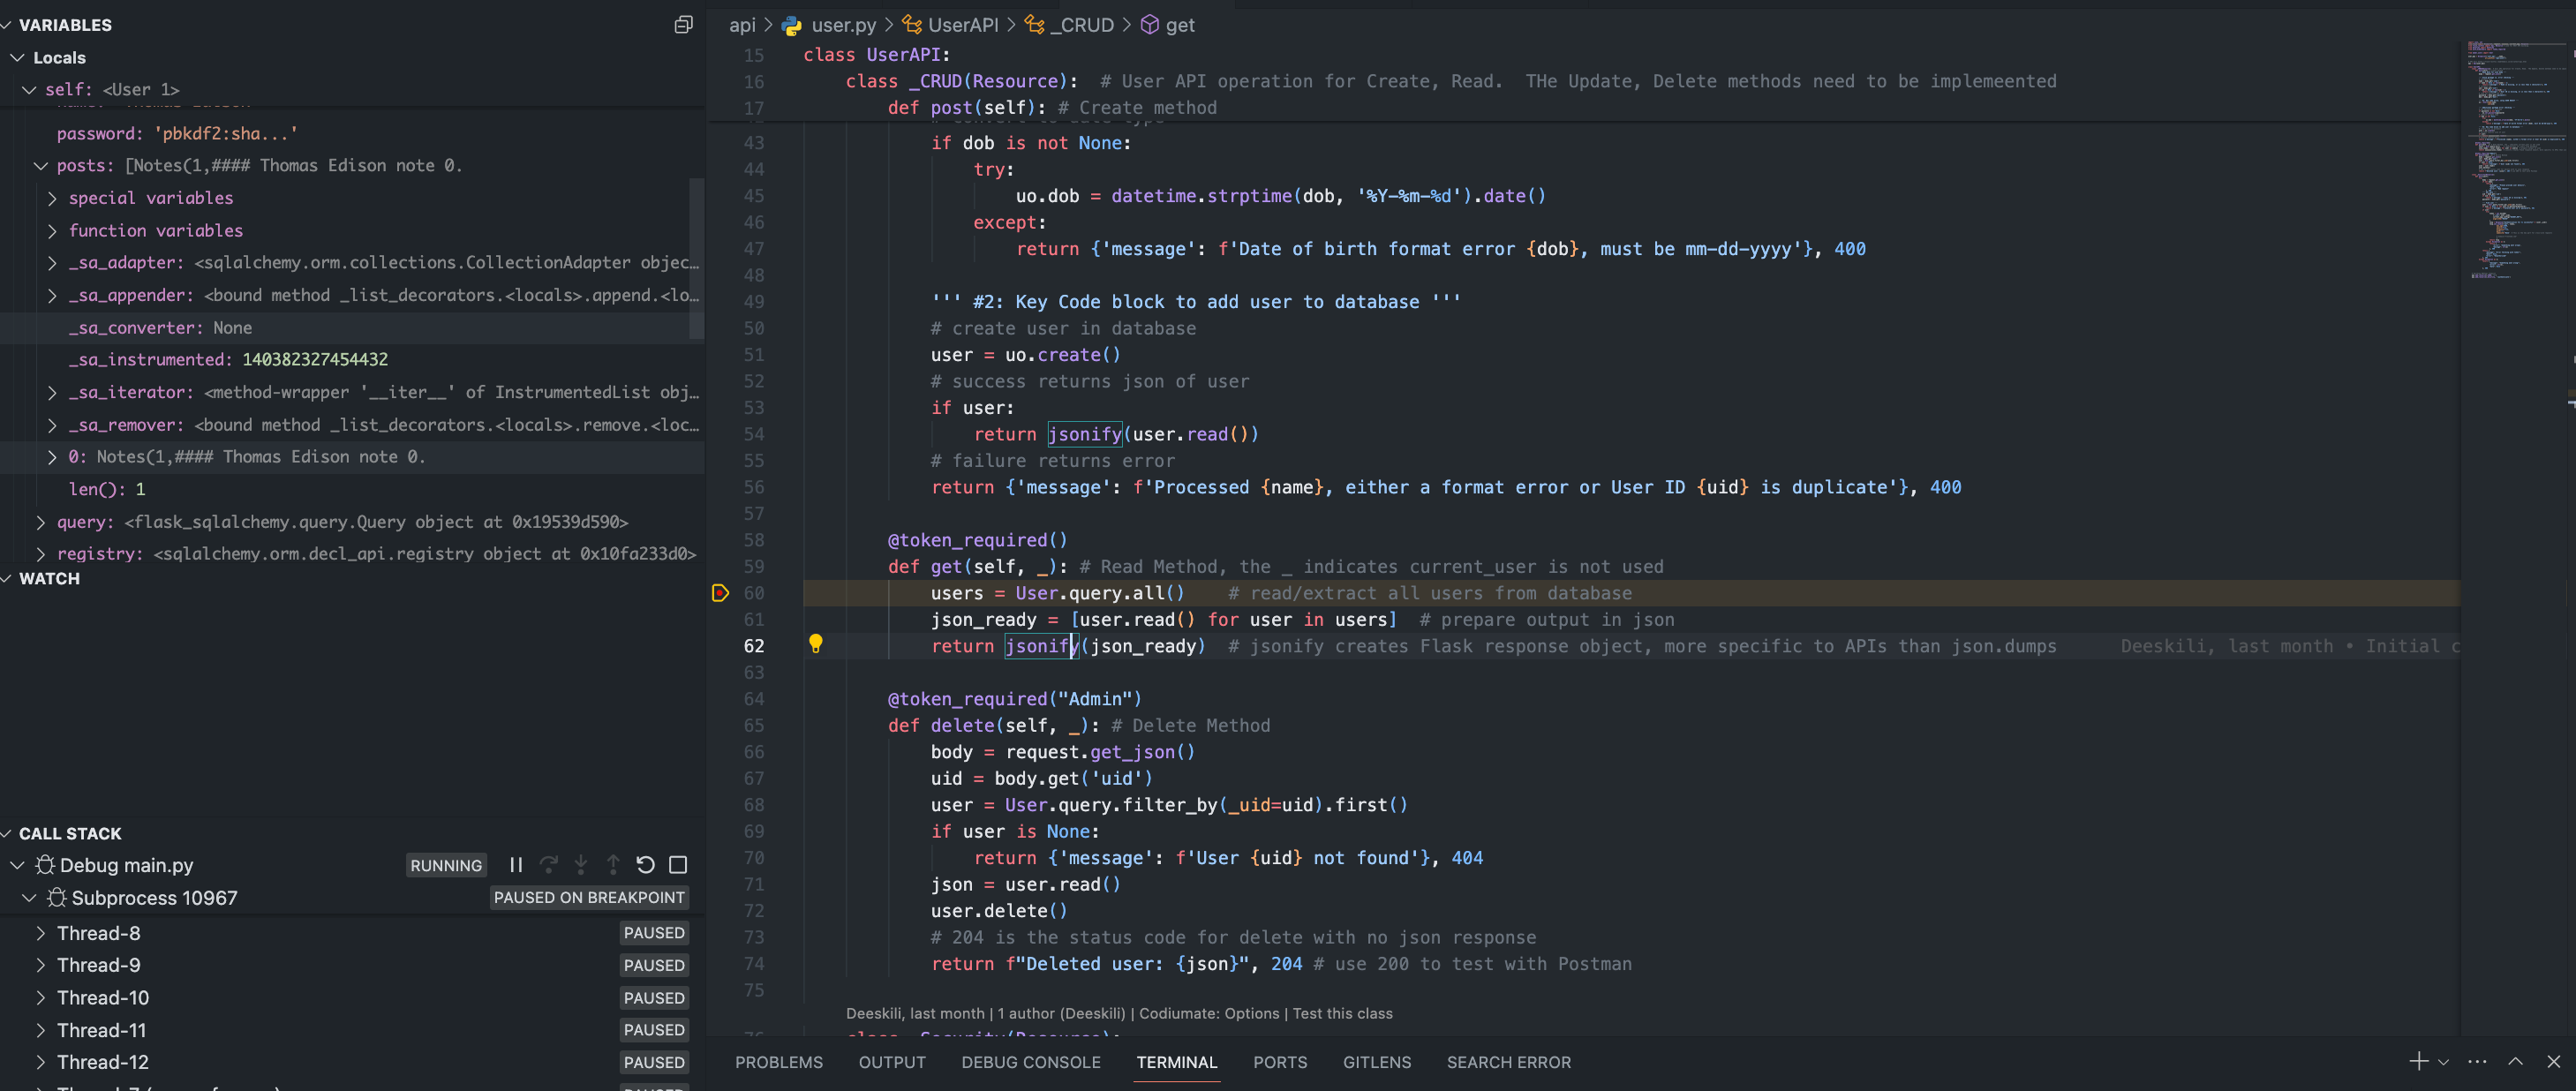 VARIABLES
Locals
self: <User 1>
password: 'pbkdf2:sha...'
posts: [Notes(1,#### Thomas Edison note 0.
special variables
function variables
_sa_adapter: <sqlalchemy.orm.collections.CollectionAdapter objec…
_sa_appender: <bound method _list_decorators.<locals>.append.<lo…
_sa_converter: None
_sa_instrumented: 140382327454432
_sa_iterator: <method-wrapper '__iter__' of InstrumentedList obj…
_sa_remover: <bound method _list_decorators.<locals>.remove.<loc…
0: Notes(1,#### Thomas Edison note 0.
len(): 1
query: <flask_sqlalchemy.query.Query object at 0x19539d590>
registry: <sqlalchemy.orm.decl_api.registry object at 0x10fa233d0>
WATCH
CALL STACK
Debug main.py RUNNING
Subprocess 10967 PAUSED ON BREAKPOINT
Thread-8 PAUSED
Thread-9 PAUSED
Thread-10 PAUSED
Thread-11 PAUSED
Thread-12 PAUSED
api > user.py > UserAPI > _CRUD > get
15 class UserAPI:
16 class _CRUD(Resource):  # User API operation for Create, Read.  THe Update, Delete methods need to be implemeented
17 def post(self): # Create method
43 if dob is not None:
44 try:
45 uo.dob = datetime.strptime(dob, '%Y-%m-%d').date()
46 except:
47 return {'message': f'Date of birth format error {dob}, must be mm-dd-yyyy'}, 400
48
49 ''' #2: Key Code block to add user to database '''
50 # create user in database
51 user = uo.create()
52 # success returns json of user
53 if user:
54 return jsonify(user.read())
55 # failure returns error
56 return {'message': f'Processed {name}, either a format error or User ID {uid} is duplicate'}, 400
57
58 @token_required()
59 def get(self, _): # Read Method, the _ indicates current_user is not used
60 users = User.query.all()    # read/extract all users from database
61 json_ready = [user.read() for user in users]  # prepare output in json
62 return jsonify(json_ready)  # jsonify creates Flask response object, more specific to APIs than json.dumps Deeskili, last month • Initial c
63
64 @token_required("Admin")
65 def delete(self, _): # Delete Method
66 body = request.get_json()
67 uid = body.get('uid')
68 user = User.query.filter_by(_uid=uid).first()
69 if user is None:
70 return {'message': f'User {uid} not found'}, 404
71 json = user.read()
72 user.delete()
73 # 204 is the status code for delete with no json response
74 return f"Deleted user: {json}", 204 # use 200 to test with Postman
75
Deeskili, last month | 1 author (Deeskili) | Codiumate: Options | Test this class
PROBLEMS OUTPUT DEBUG CONSOLE TERMINAL PORTS GITLENS SEARCH ERROR